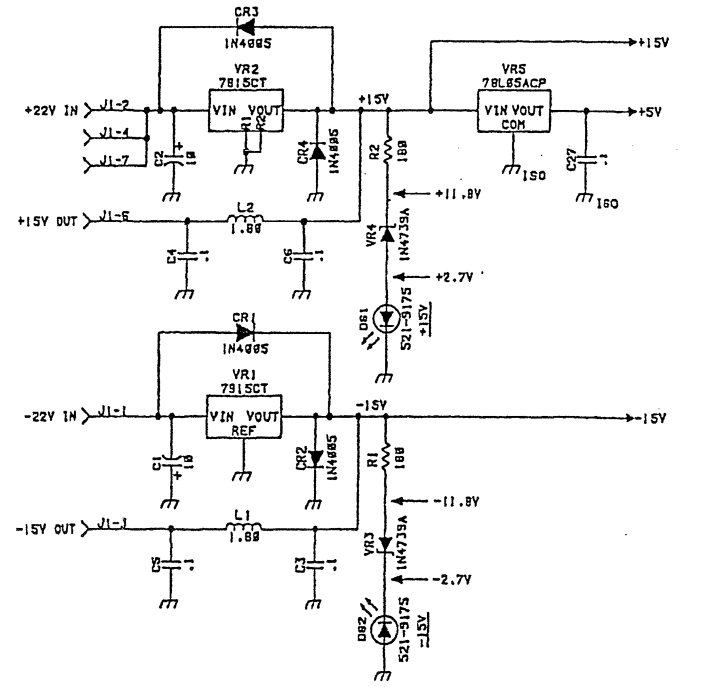 CR3
1N4005
+15V
VR2
7815CT
VR5
78L05ACP
+22V IN
J1-2
VIN VOUT
R1
R2
+15V
VIN VOUT
COM
+5V
J1-4
J1-7
C2
10
+
CR4
1N4005
R2
180
ISO
C27
.1
ISO
+11.8V
+15V OUT
J1-6
L2
1.80
VR4
1N4739A
C4
.1
C6
.1
+2.7V
DS1
521-9175
+15V
CR1
1N4005
VR1
7915CT
-22V IN
J1-1
VIN VOUT
REF
-15V
-15V
C1
10
+
CR2
1N4005
R1
180
-11.8V
-15V OUT
J1-3
L1
1.80
VR3
1N4739A
C5
.1
C3
.1
-2.7V
DS2
521-9175
-15V